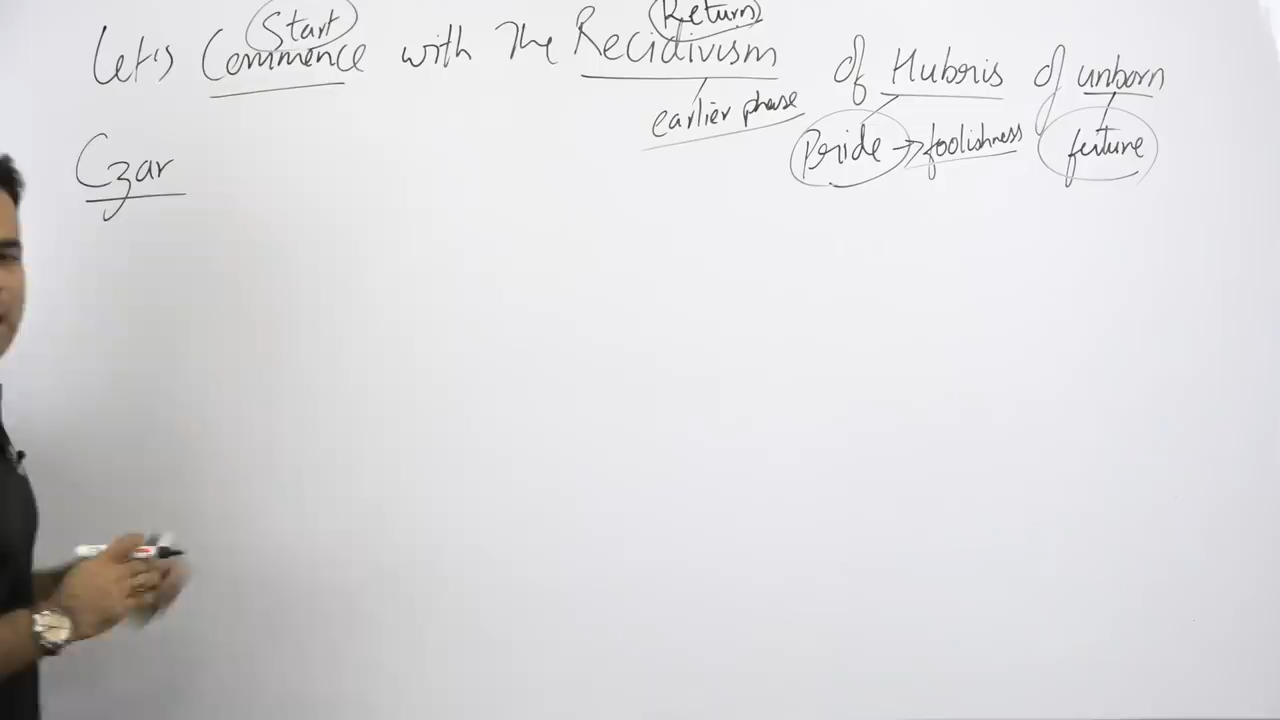 Start
Return
Let's Commence with The Recidivism of Hubris of unborn
earlier phase
Pride → foolishness
future
Czar